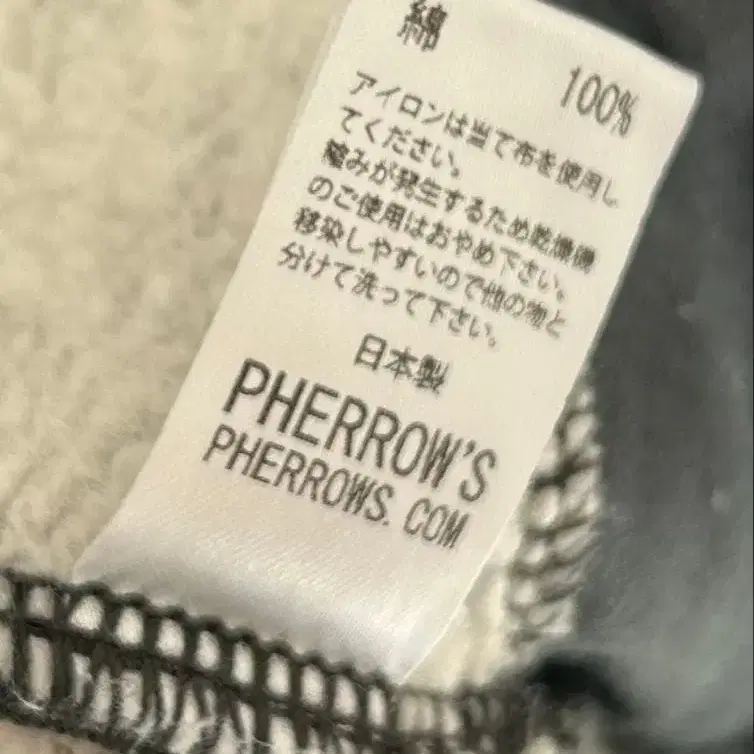 綿 100%
アイロンは当て布を使用し
てください。
縮みが発生するため乾燥機
のご使用はおやめ下さい。
移染しやすいので他の物と
分けて洗って下さい。
日本製
PHERROW'S
PHERROWS.COM